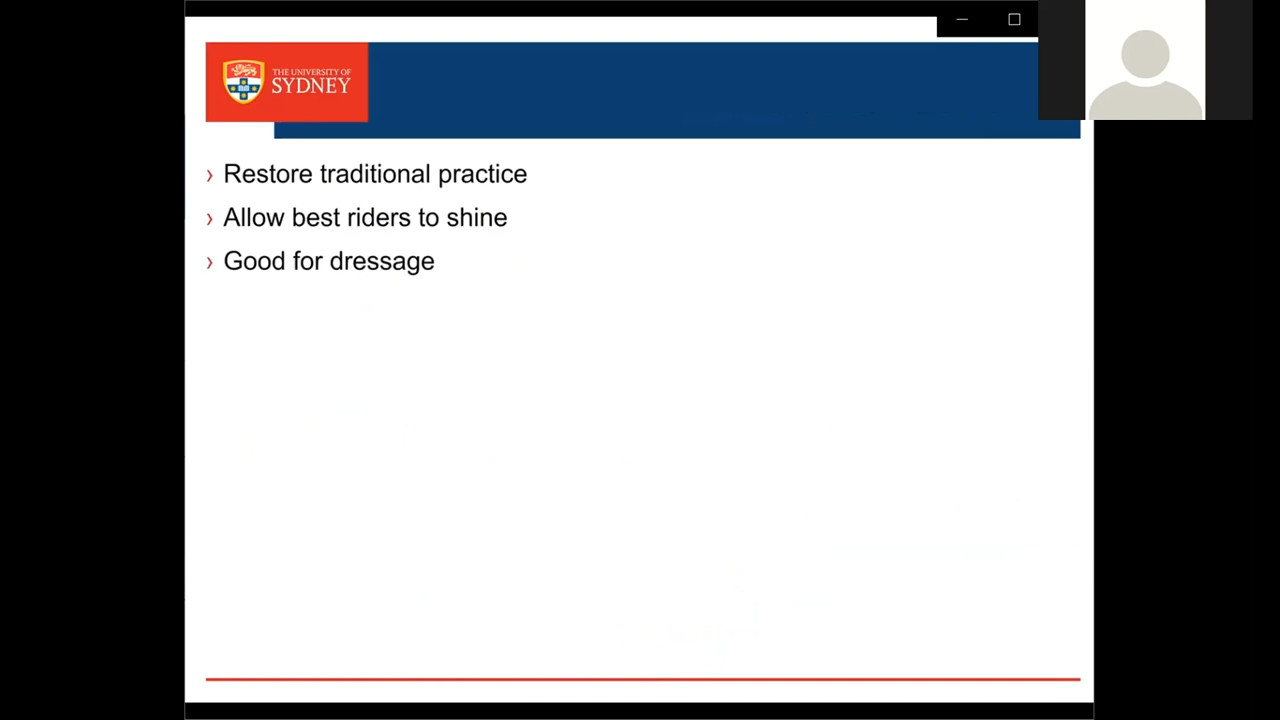 THE UNIVERSITY OF
SYDNEY
Restore traditional practice
Allow best riders to shine
Good for dressage